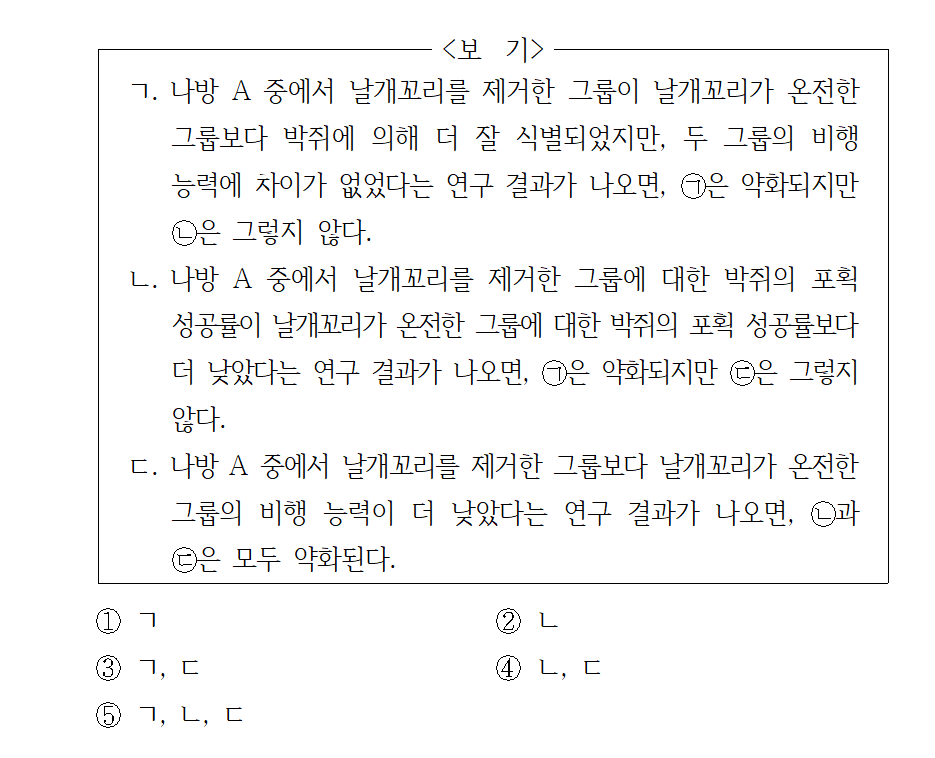 <보 기>
ㄱ. 나방 A 중에서 날개꼬리를 제거한 그룹이 날개꼬리가 온전한
그룹보다 박쥐에 의해 더 잘 식별되었지만, 두 그룹의 비행
능력에 차이가 없었다는 연구 결과가 나오면, ㉠은 약화되지만
㉡은 그렇지 않다.
ㄴ. 나방 A 중에서 날개꼬리를 제거한 그룹에 대한 박쥐의 포획
성공률이 날개꼬리가 온전한 그룹에 대한 박쥐의 포획 성공률보다
더 낮았다는 연구 결과가 나오면, ㉠은 약화되지만 ㉢은 그렇지
않다.
ㄷ. 나방 A 중에서 날개꼬리를 제거한 그룹보다 날개꼬리가 온전한
그룹의 비행 능력이 더 낮았다는 연구 결과가 나오면, ㉡과
㉢은 모두 약화된다.
① ㄱ ② ㄴ
③ ㄱ, ㄷ ④ ㄴ, ㄷ
⑤ ㄱ, ㄴ, ㄷ